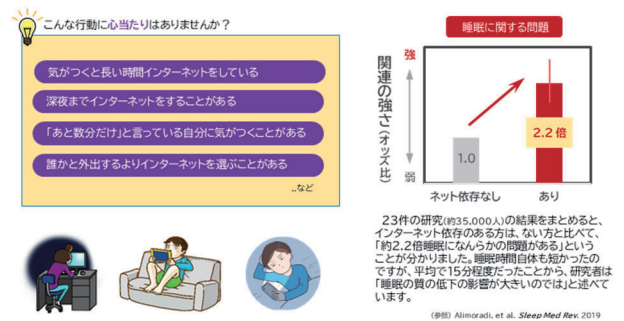 こんな行動に心当たりはありませんか？
気がつくと長い時間インターネットをしている
深夜までインターネットをすることがある
「あと数分だけ」と言っている自分に気がつくことがある
誰かと外出するよりインターネットを選ぶことがある
..など
睡眠に関する問題
関連の強さ（オッズ比）
強
弱
1.0
2.2倍
ネット依存なし
あり
23件の研究(約35,000人)の結果をまとめると、
インターネット依存のある方は、ない方と比べて、
「約2.2倍睡眠になんらかの問題がある」という
ことが分かりました。睡眠時間自体も短かったの
ですが、平均で15分程度だったことから、研究者は
「睡眠の質の低下の影響が大きいのでは」と述べて
います。
（参照） Alimoradi, et al. Sleep Med Rev. 2019